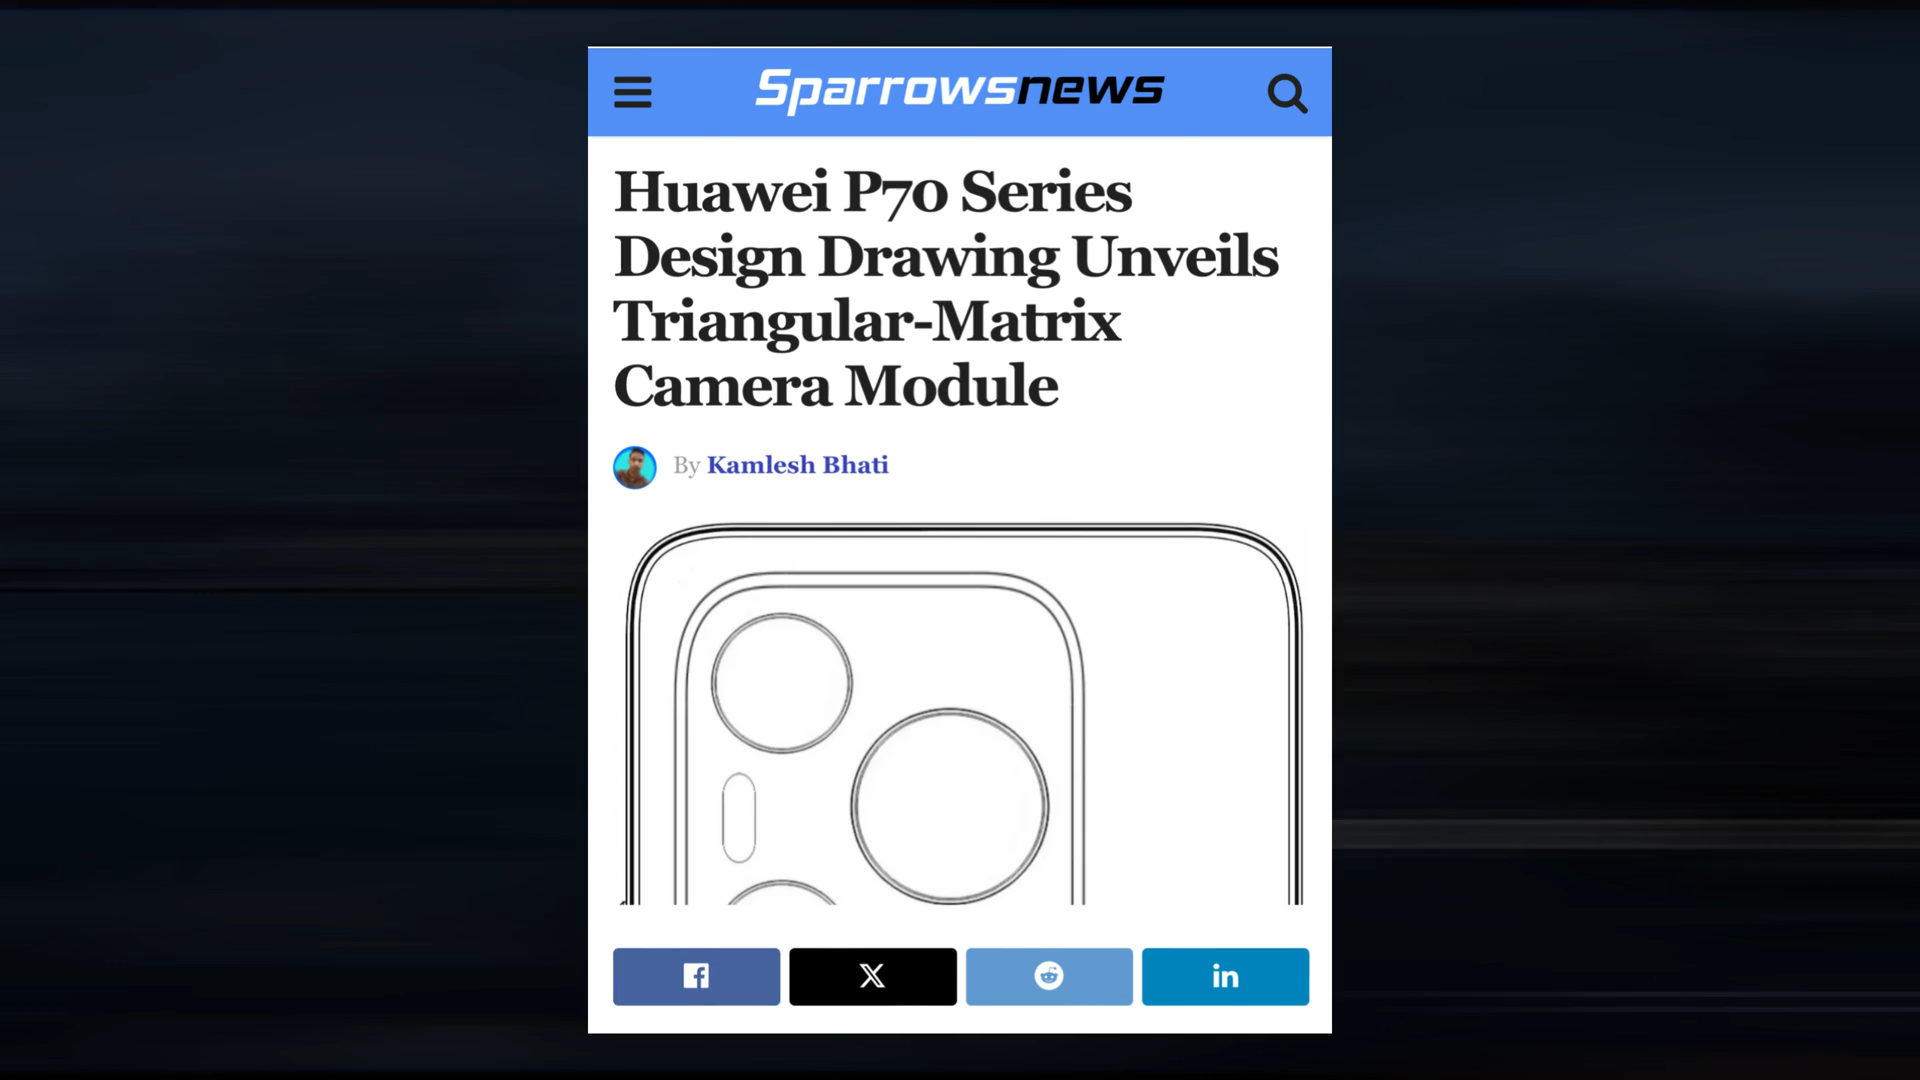 Sparrowsnews
Huawei P70 Series
Design Drawing Unveils
Triangular-Matrix
Camera Module
By Kamlesh Bhati